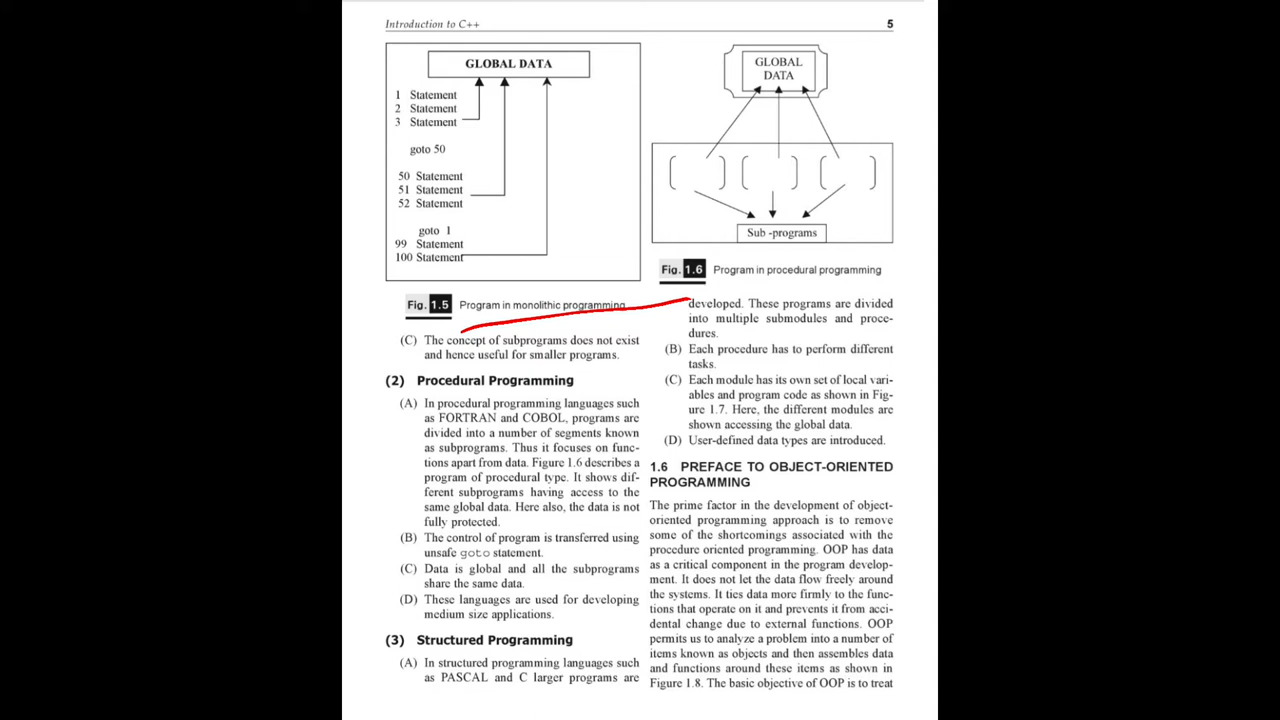 Introduction to C++
5
GLOBAL DATA
1 Statement
2 Statement
3 Statement
goto 50
50 Statement
51 Statement
52 Statement
goto 1
99 Statement
100 Statement
Fig. 1.5 Program in monolithic programming
(C) The concept of subprograms does not exist
and hence useful for smaller programs.
(2) Procedural Programming
(A) In procedural programming languages such
as FORTRAN and COBOL, programs are
divided into a number of segments known
as subprograms. Thus it focuses on func-
tions apart from data. Figure 1.6 describes a
program of procedural type. It shows dif-
ferent subprograms having access to the
same global data. Here also, the data is not
fully protected.
(B) The control of program is transferred using
unsafe goto statement.
(C) Data is global and all the subprograms
share the same data.
(D) These languages are used for developing
medium size applications.
(3) Structured Programming
(A) In structured programming languages such
as PASCAL and C larger programs are
GLOBAL
DATA
Sub -programs
Fig. 1.6 Program in procedural programming
developed. These programs are divided
into multiple submodules and proce-
dures.
(B) Each procedure has to perform different
tasks.
(C) Each module has its own set of local vari-
ables and program code as shown in Fig-
ure 1.7. Here, the different modules are
shown accessing the global data.
(D) User-defined data types are introduced.
1.6 PREFACE TO OBJECT-ORIENTED
PROGRAMMING
The prime factor in the development of object-
oriented programming approach is to remove
some of the shortcomings associated with the
procedure oriented programming. OOP has data
as a critical component in the program develop-
ment. It does not let the data flow freely around
the systems. It ties data more firmly to the func-
tions that operate on it and prevents it from acci-
dental change due to external functions. OOP
permits us to analyze a problem into a number of
items known as objects and then assembles data
and functions around these items as shown in
Figure 1.8. The basic objective of OOP is to treat